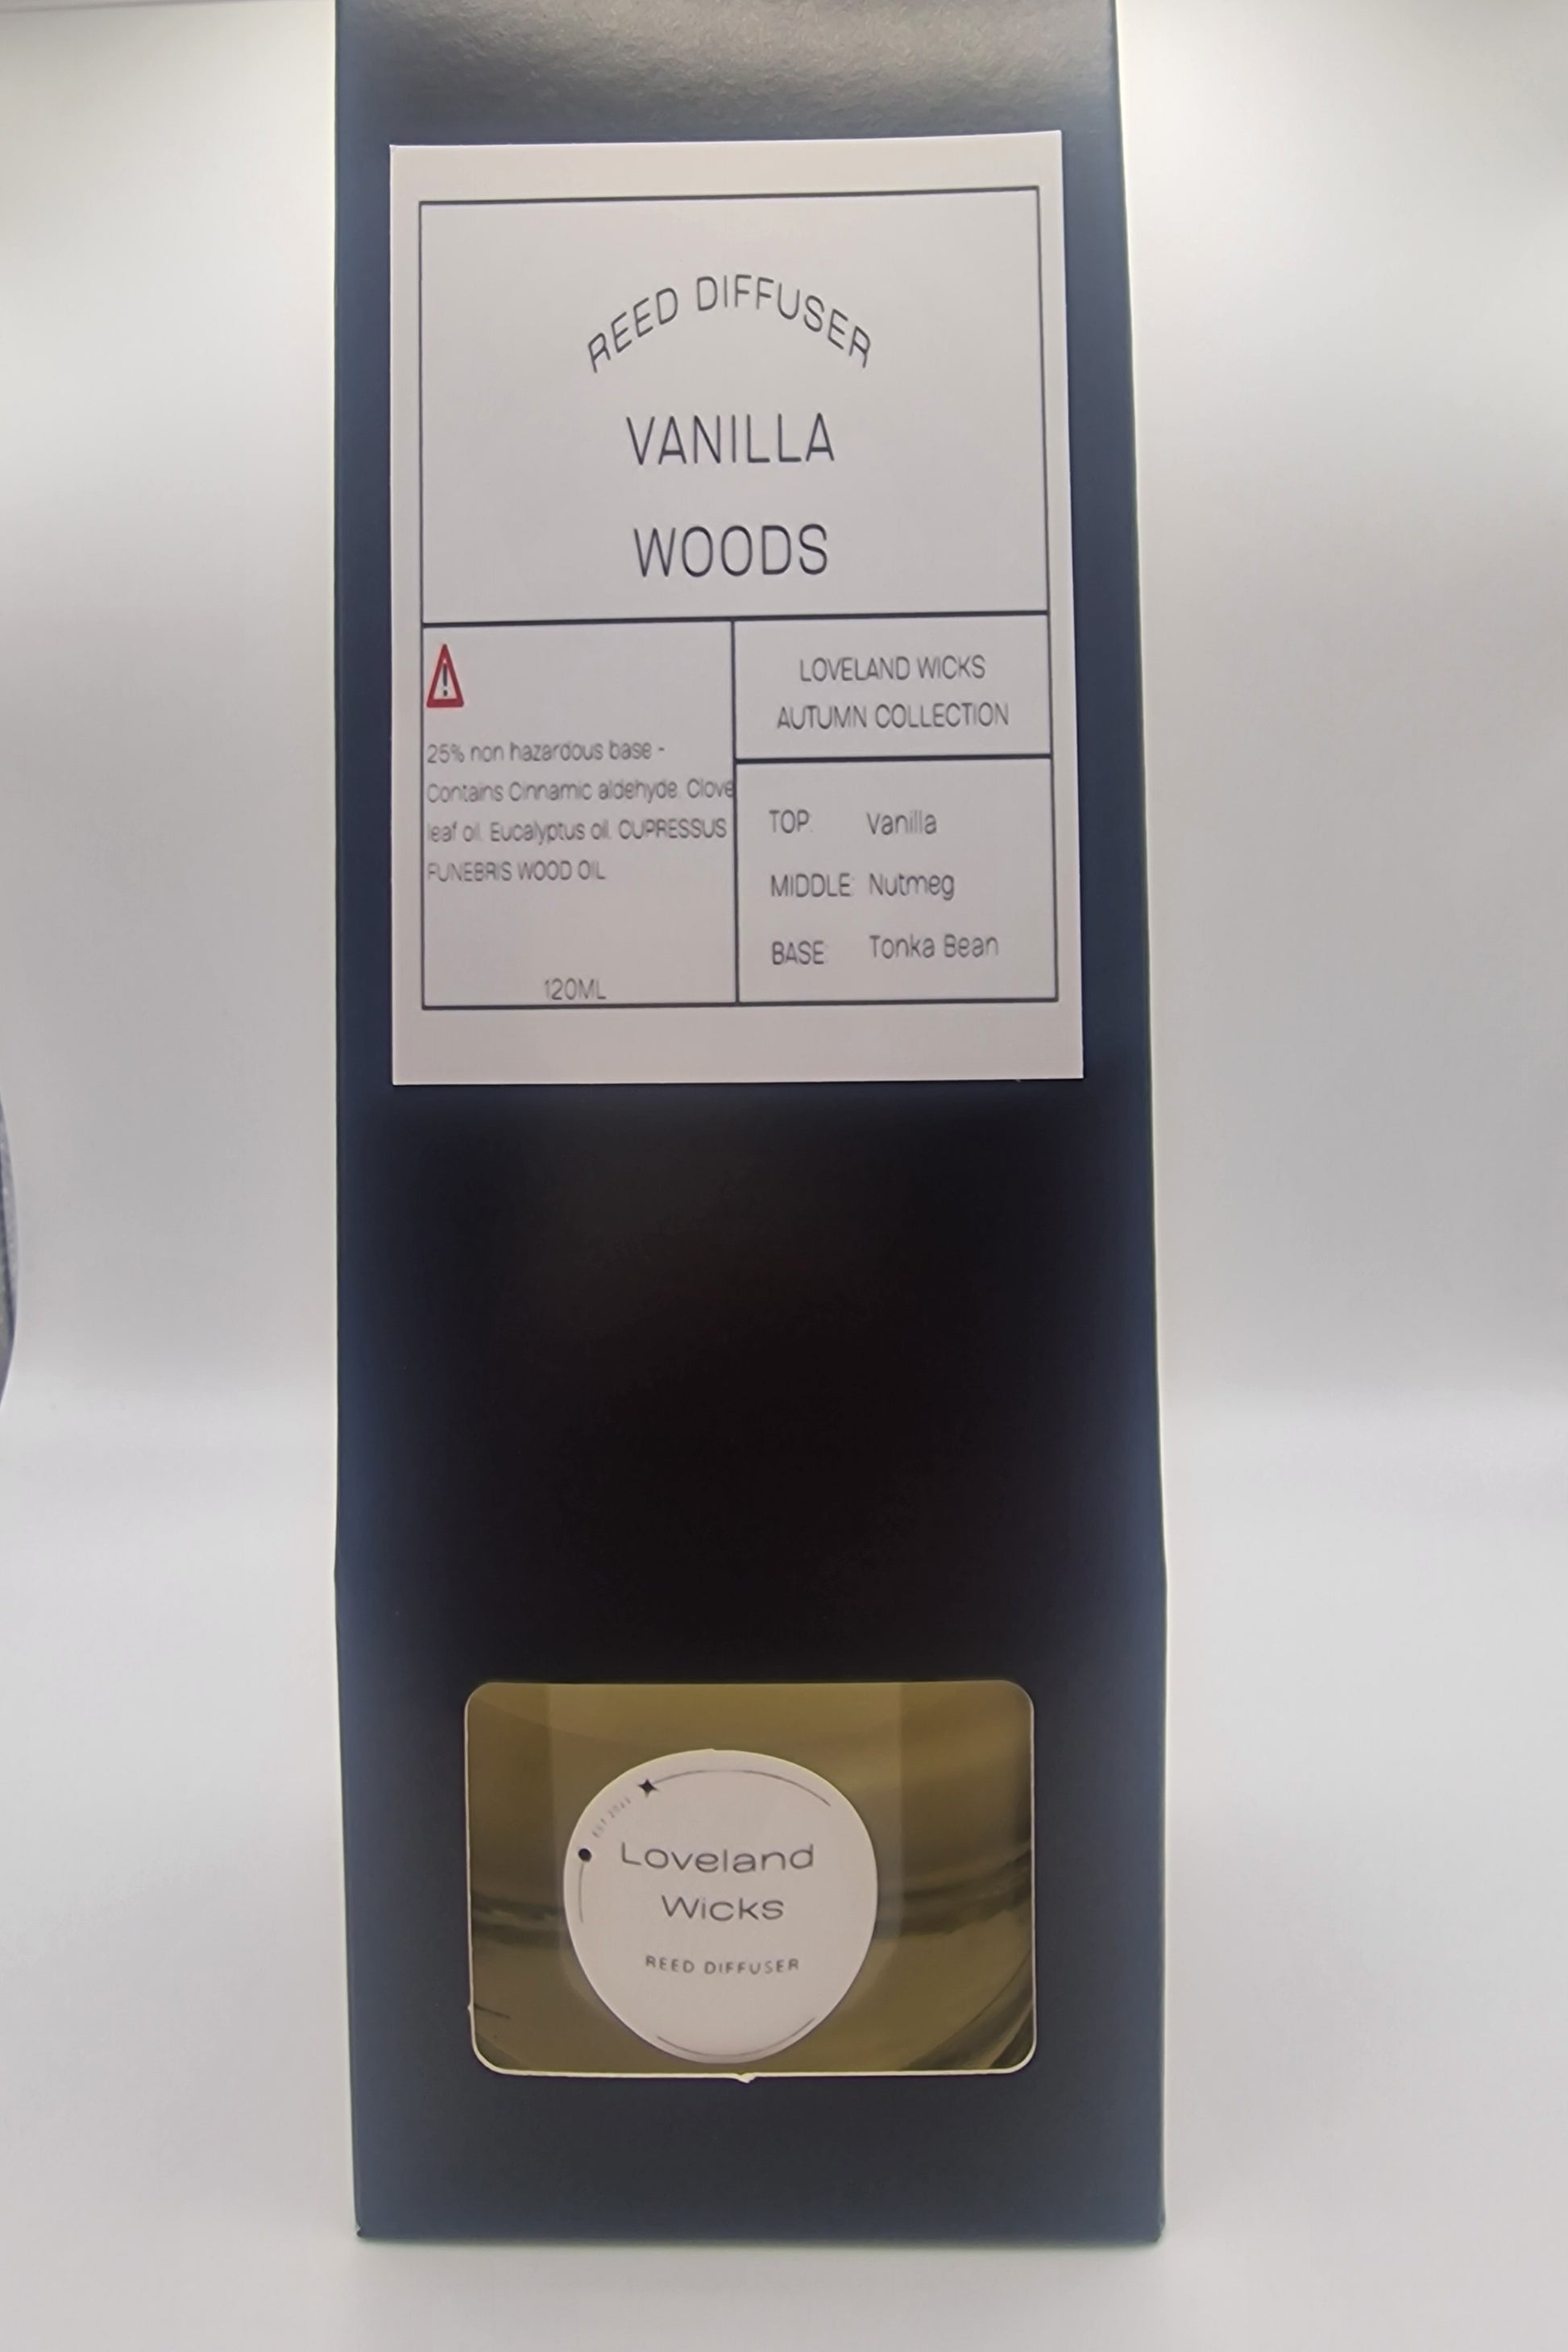 REED DIFFUSER
VANILLA
WOODS
25% non hazardous base -
Contains Cinnamic aldehyde. Clove
leaf oil. Eucalyptus oil. CUPRESSUS
FUNEBRIS WOOD OIL
120ML
LOVELAND WICKS
AUTUMN COLLECTION
TOP: Vanilla
MIDDLE: Nutmeg
BASE: Tonka Bean
EST
Loveland
Wicks
REED DIFFUSER